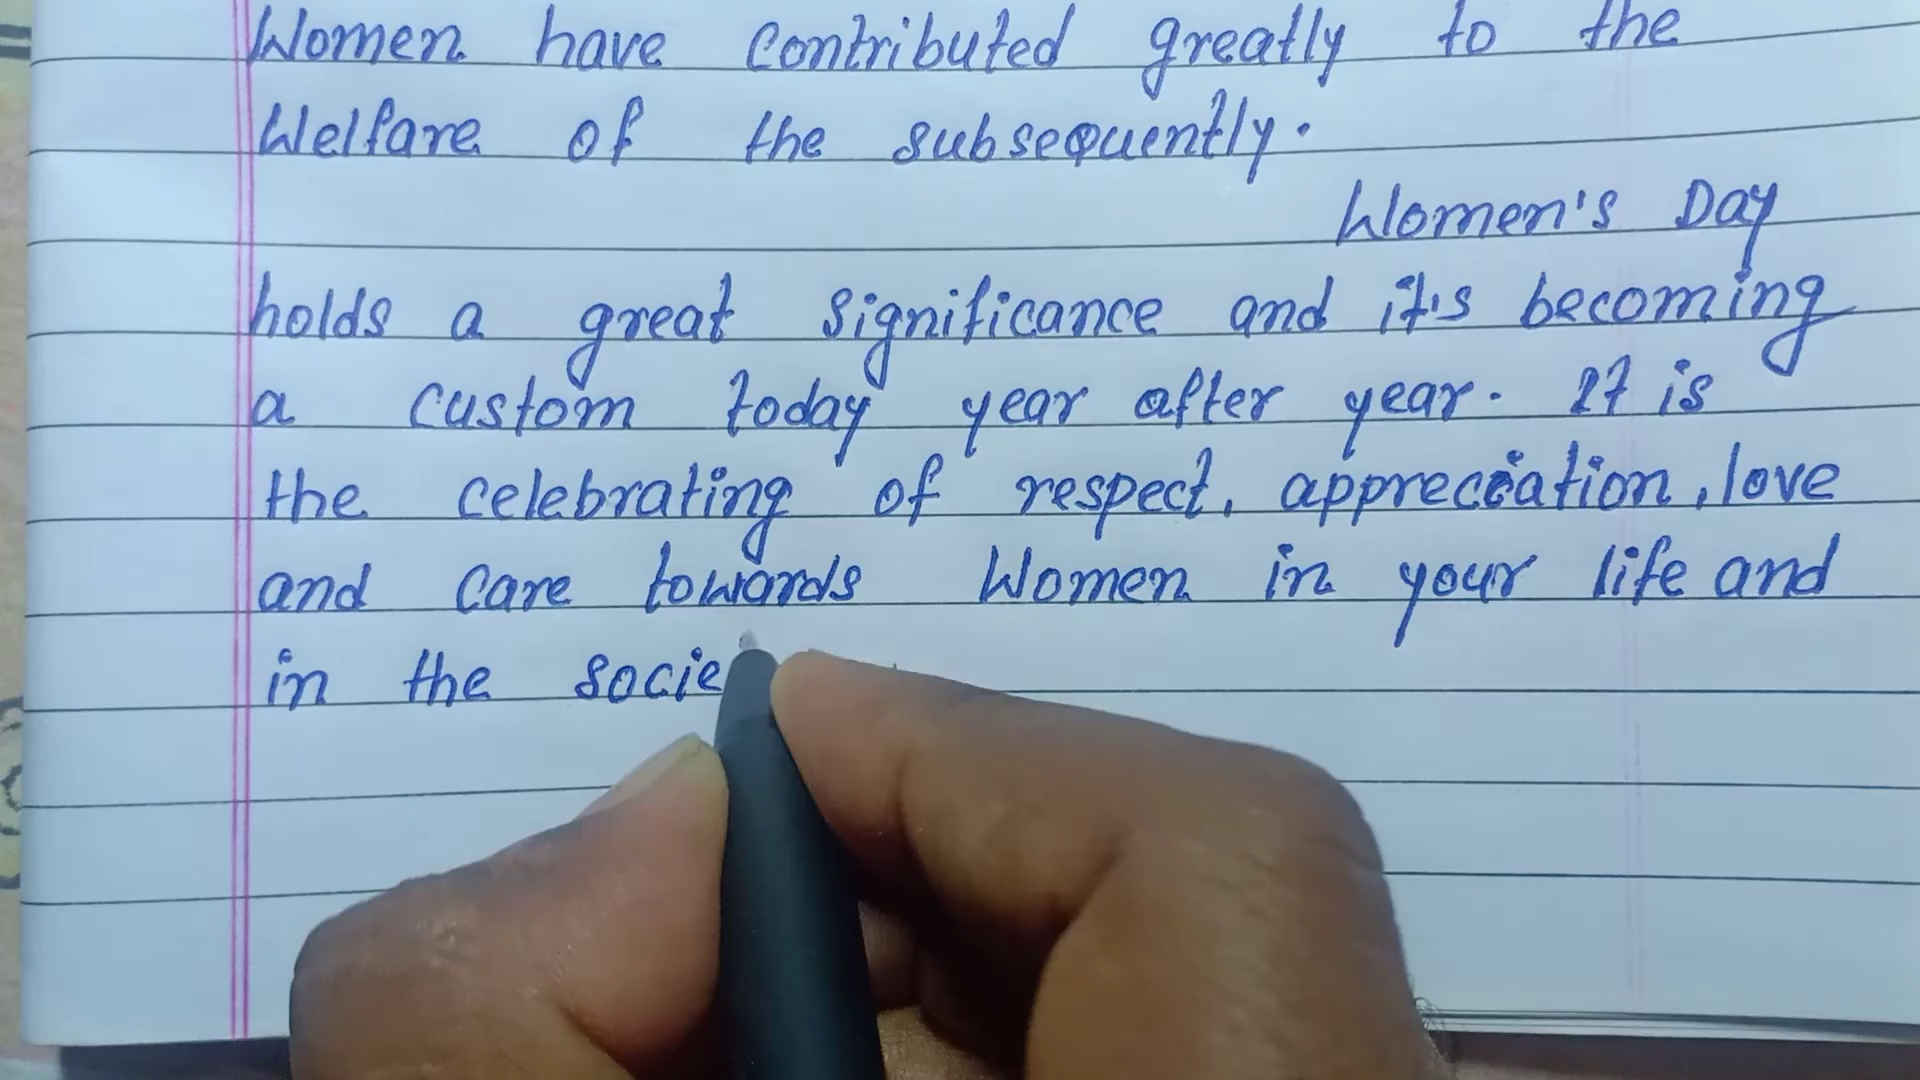 Women have contributed greatly to the
Welfare of the subsequently.
Women's Day
holds a great significance and it's becoming
a custom today year after year. It is
the celebrating of respect, appreciation, love
and care towards Women in your life and
in the socie